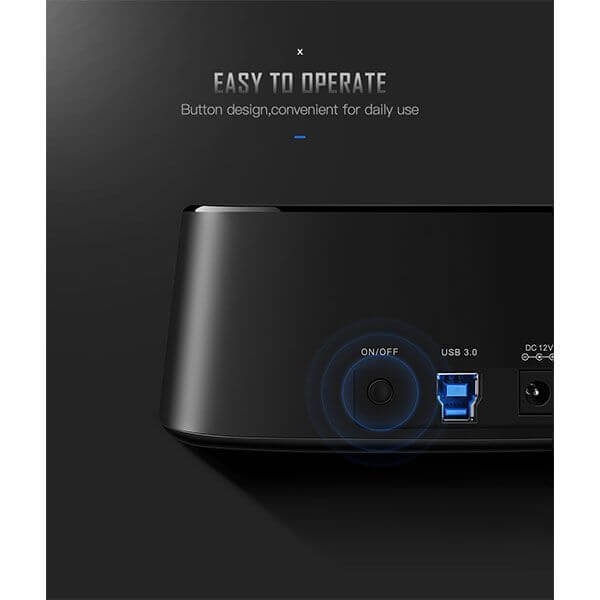 x
EASY TO OPERATE
Button design,convenient for daily use
ON/OFF
USB 3.0
DC 12V